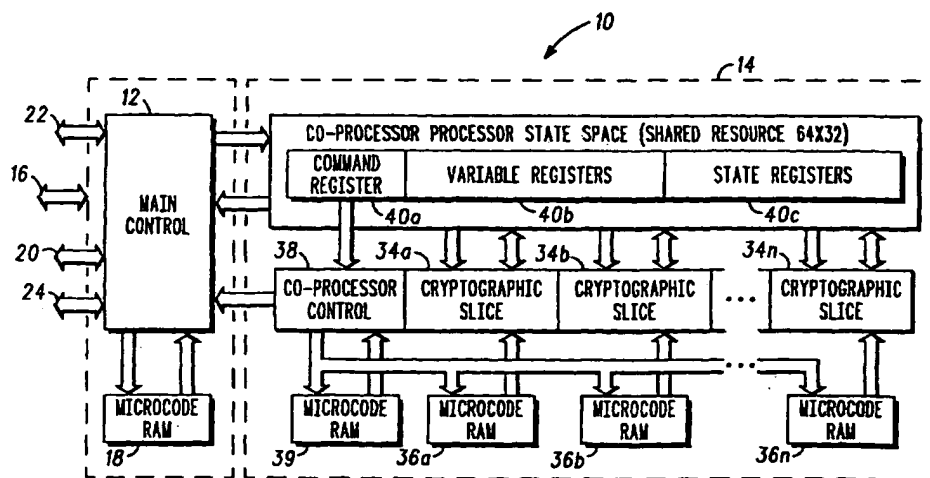 10
14
12
22
16
20
24
MAIN
CONTROL
CO-PROCESSOR PROCESSOR STATE SPACE (SHARED RESOURCE 64X32)
COMMAND
REGISTER
VARIABLE REGISTERS
STATE REGISTERS
40a
40b
40c
38
34a
34b
34n
CO-PROCESSOR
CONTROL
CRYPTOGRAPHIC
SLICE
CRYPTOGRAPHIC
SLICE
...
CRYPTOGRAPHIC
SLICE
...
MICROCODE
RAM
18
MICROCODE
RAM
39
MICROCODE
RAM
36a
MICROCODE
RAM
36b
MICROCODE
RAM
36n